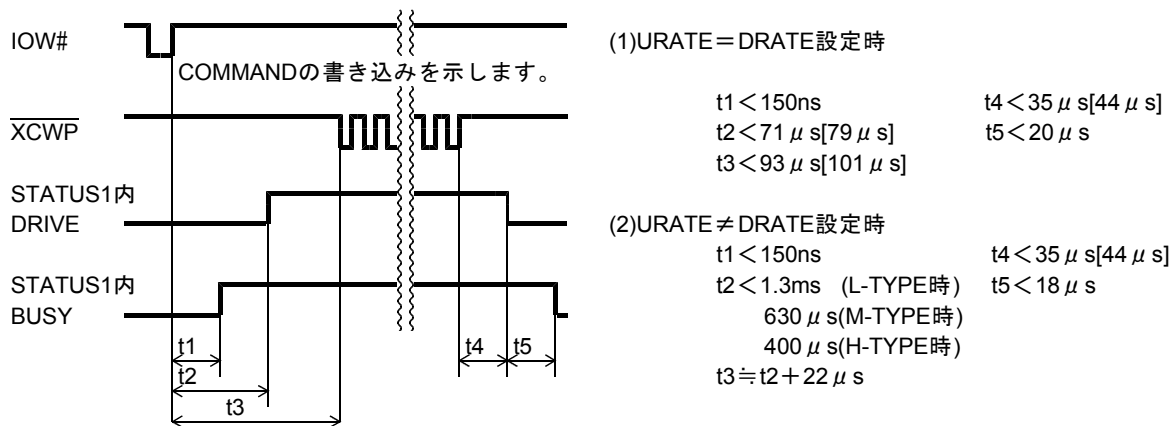 IOW#
COMMANDの書き込みを示します。
XCWP
STATUS1内
DRIVE
STATUS1内
BUSY
t1
t2
t3
t4
t5
(1)URATE＝DRATE設定時
t1＜150ns t4＜35μs[44μs]
t2＜71μs[79μs] t5＜20μs
t3＜93μs[101μs]
(2)URATE≠DRATE設定時
t1＜150ns t4＜35μs[44μs]
t2＜1.3ms (L-TYPE時) t5＜18μs
630μs(M-TYPE時)
400μs(H-TYPE時)
t3≒t2＋22μs